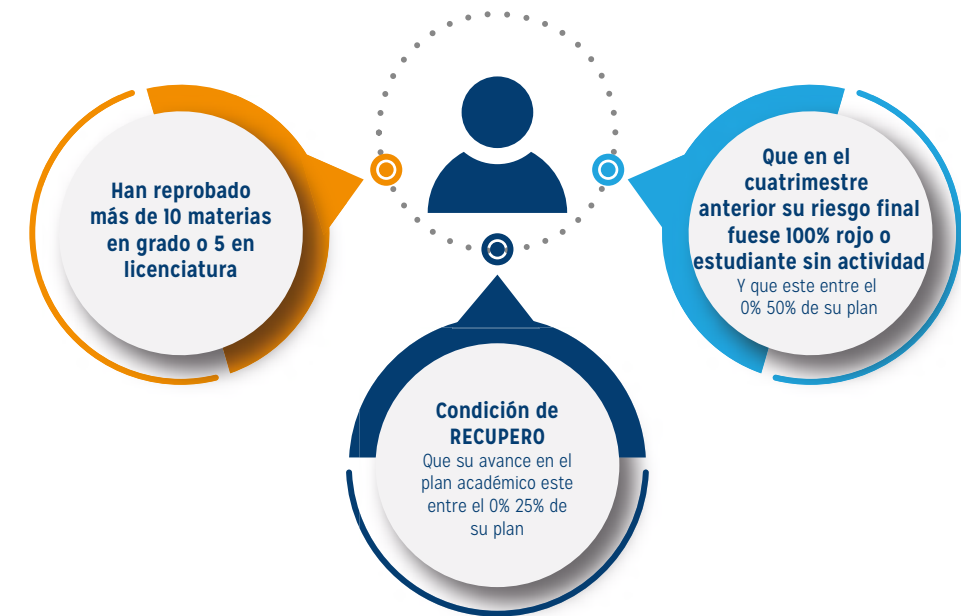 Han reprobado
más de 10 materias
en grado o 5 en
licenciatura
Que en el
cuatrimestre
anterior su riesgo final
fuese 100% rojo o
estudiante sin actividad
Y que este entre el
0% 50% de su plan
Condición de
RECUPERO
Que su avance en el
plan académico este
entre el 0% 25% de
su plan